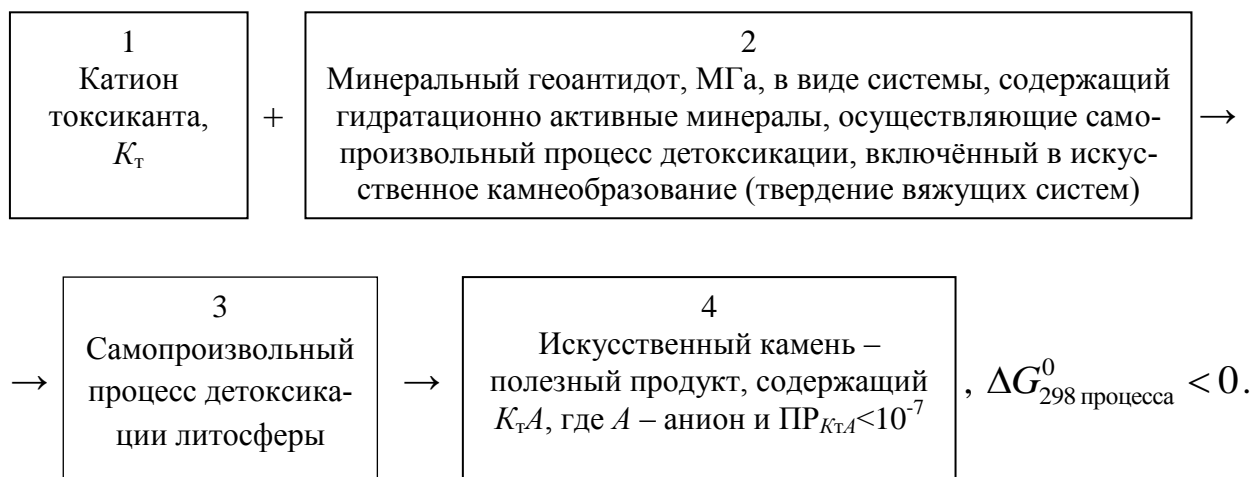 1
Катион
токсиканта,
Kт
+
2
Минеральный геоантидот, МГа, в виде системы, содержащий
гидратационно активные минералы, осуществляющие само-
произвольный процесс детоксикации, включённый в искус-
ственное камнеобразование (твердение вяжущих систем)
→
→
3
Самопроизвольный
процесс детоксика-
ции литосферы
→
4
Искусственный камень –
полезный продукт, содержащий
KтA, где A – анион и ПРKтA<10⁻⁷
, ΔG⁰298 процесса < 0.